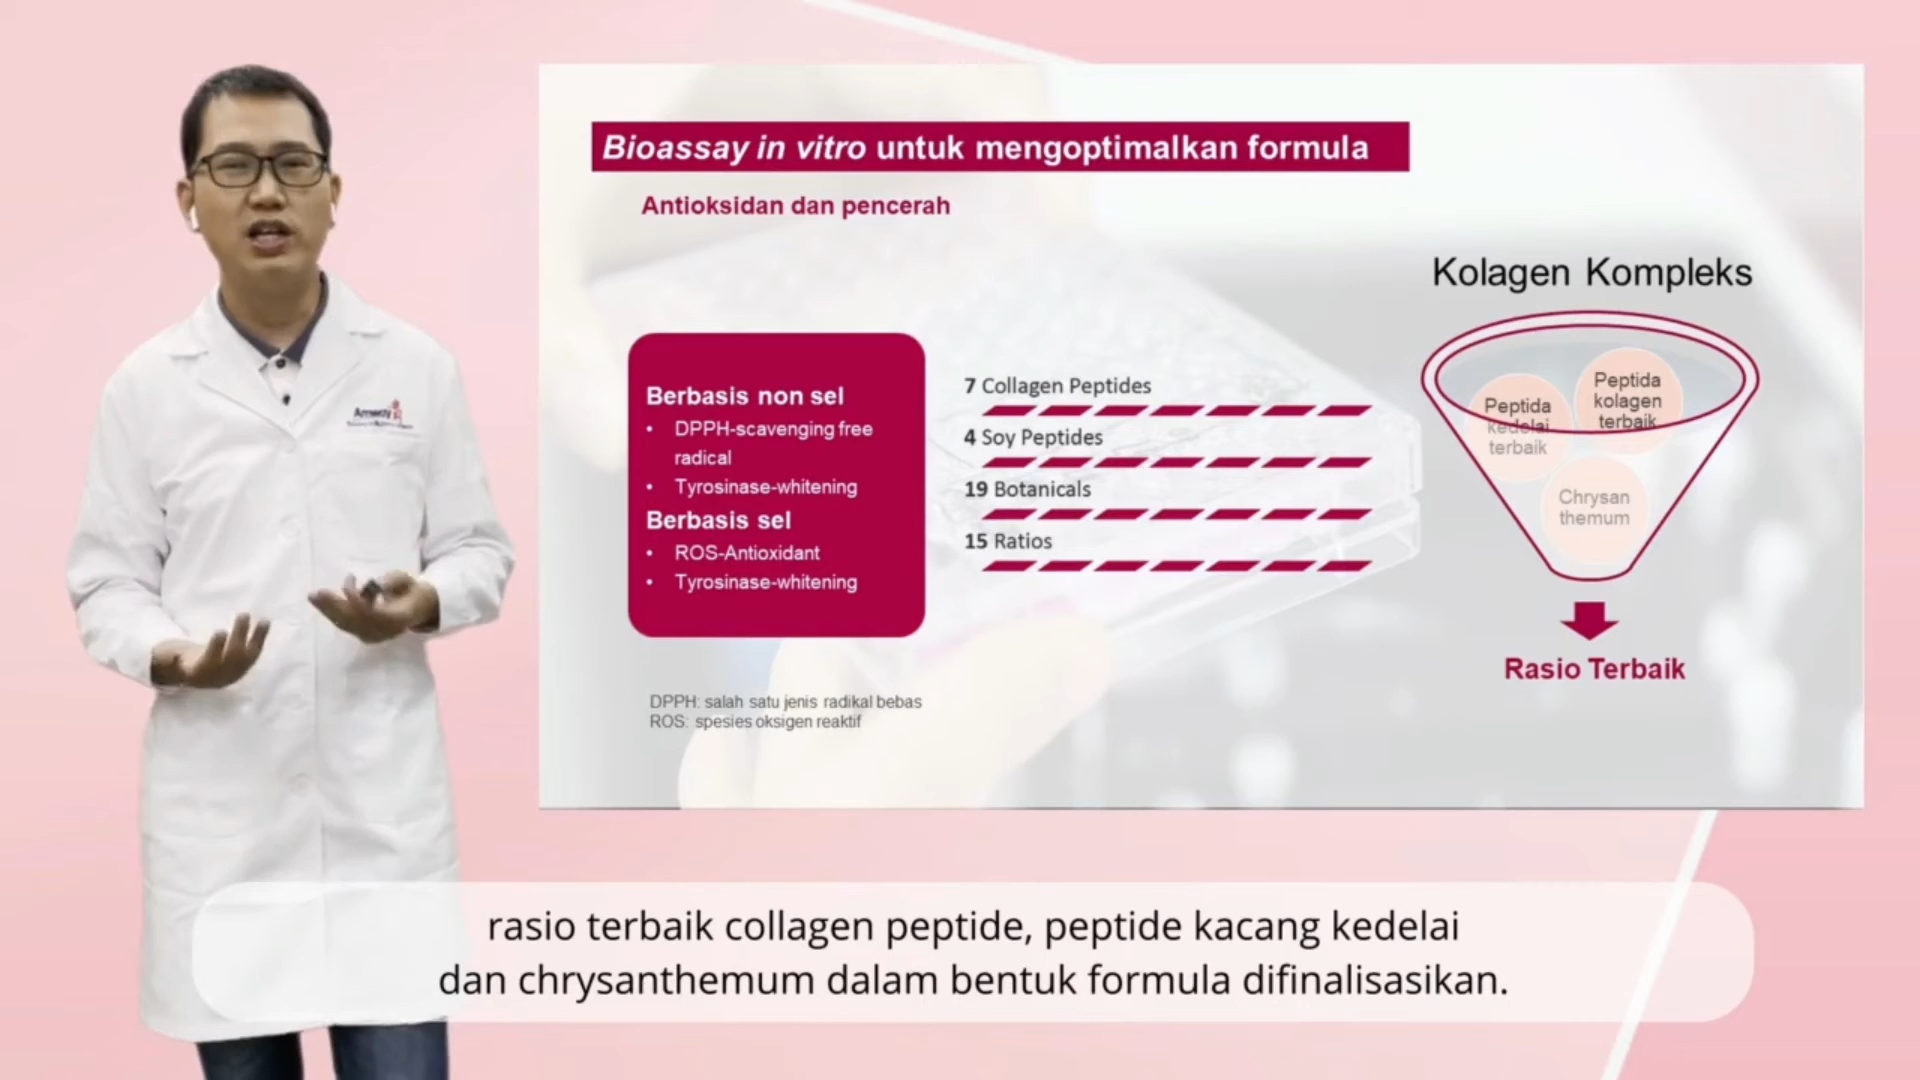 Bioassay in vitro untuk mengoptimalkan formula
Antioksidan dan pencerah
Berbasis non sel
• DPPH-scavenging free
radical
• Tyrosinase-whitening
Berbasis sel
• ROS-Antioxidant
• Tyrosinase-whitening
7 Collagen Peptides
4 Soy Peptides
19 Botanicals
15 Ratios
Kolagen Kompleks
Peptida
kedelai
terbaik
Peptida
kolagen
terbaik
Chrysan
themum
Rasio Terbaik
DPPH: salah satu jenis radikal bebas
ROS: spesies oksigen reaktif
Amway
rasio terbaik collagen peptide, peptide kacang kedelai
dan chrysanthemum dalam bentuk formula difinalisasikan.